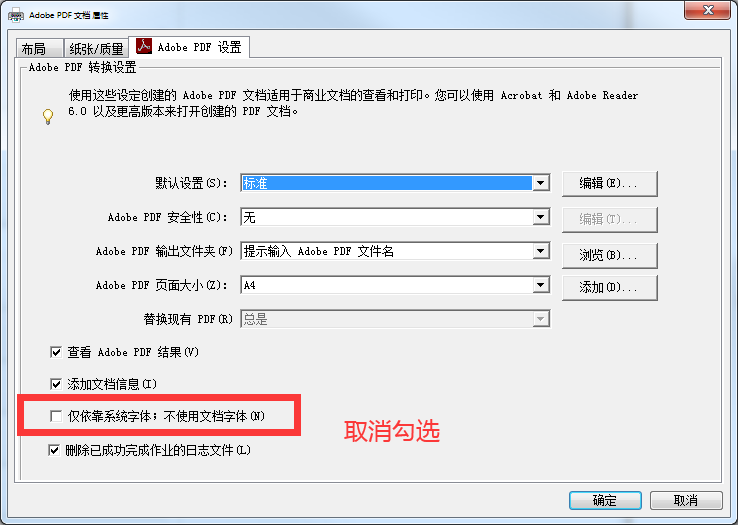 Adobe PDF 文档 属性
布局
纸张/质量
Adobe PDF 设置
Adobe PDF 转换设置
使用这些设定创建的 Adobe PDF 文档适用于商业文档的查看和打印。您可以使用 Acrobat 和 Adobe Reader
6.0 以及更高版本来打开创建的 PDF 文档。
默认设置(S): 标准 编辑(E)...
Adobe PDF 安全性(C): 无 编辑(T)...
Adobe PDF 输出文件夹(F) 提示输入 Adobe PDF 文件名 浏览(B)...
Adobe PDF 页面大小(Z): A4 添加(D)...
替换现有 PDF(R) 总是
查看 Adobe PDF 结果(V)
添加文档信息(I)
仅依靠系统字体；不使用文档字体(N)
取消勾选
删除已成功完成作业的日志文件(L)
确定 取消